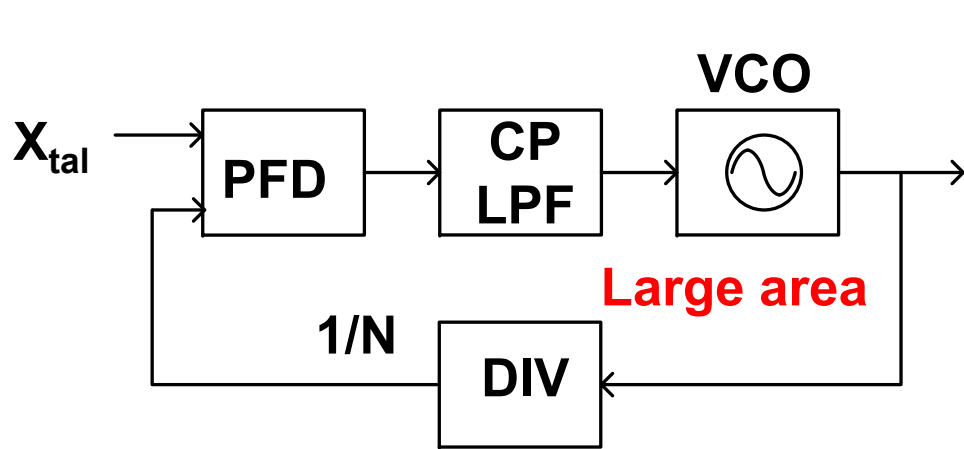 VCO
Xtal
PFD
CP
LPF
Large area
1/N
DIV